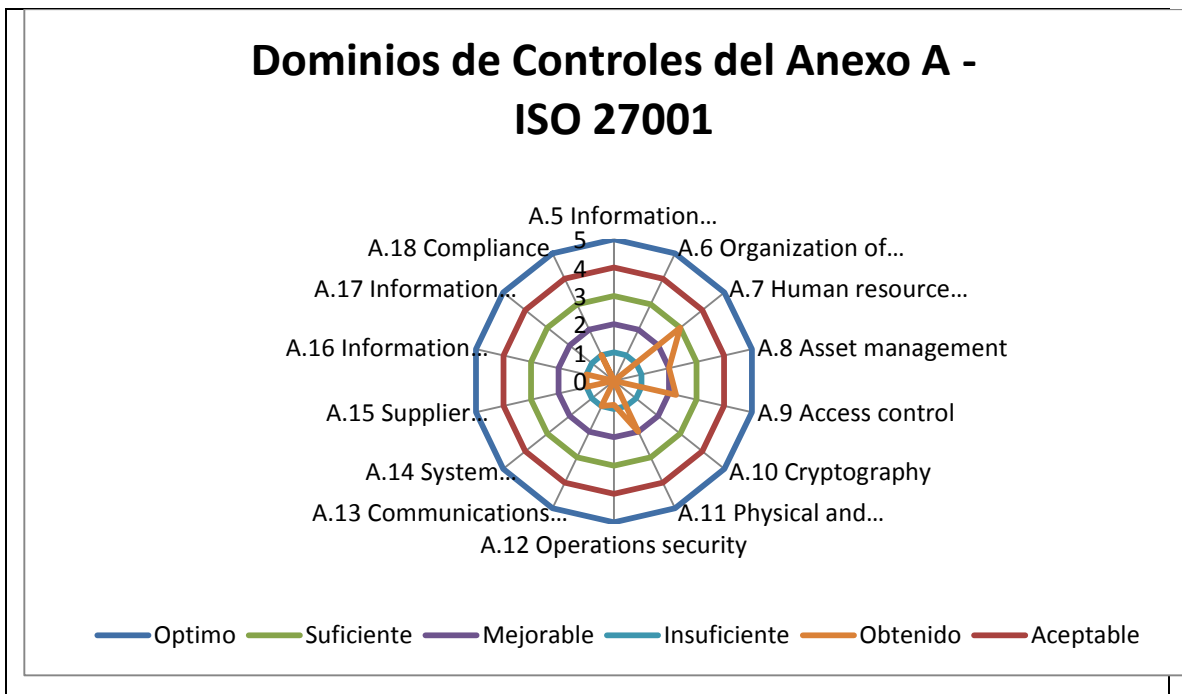 Dominios de Controles del Anexo A -
ISO 27001
A.5 Information...
A.6 Organization of...
A.7 Human resource...
A.8 Asset management
A.9 Access control
A.10 Cryptography
A.11 Physical and...
A.12 Operations security
A.13 Communications...
A.14 System...
A.15 Supplier...
A.16 Information...
A.17 Information...
A.18 Compliance
5
4
3
2
1
0
Optimo
Suficiente
Mejorable
Insuficiente
Obtenido
Aceptable